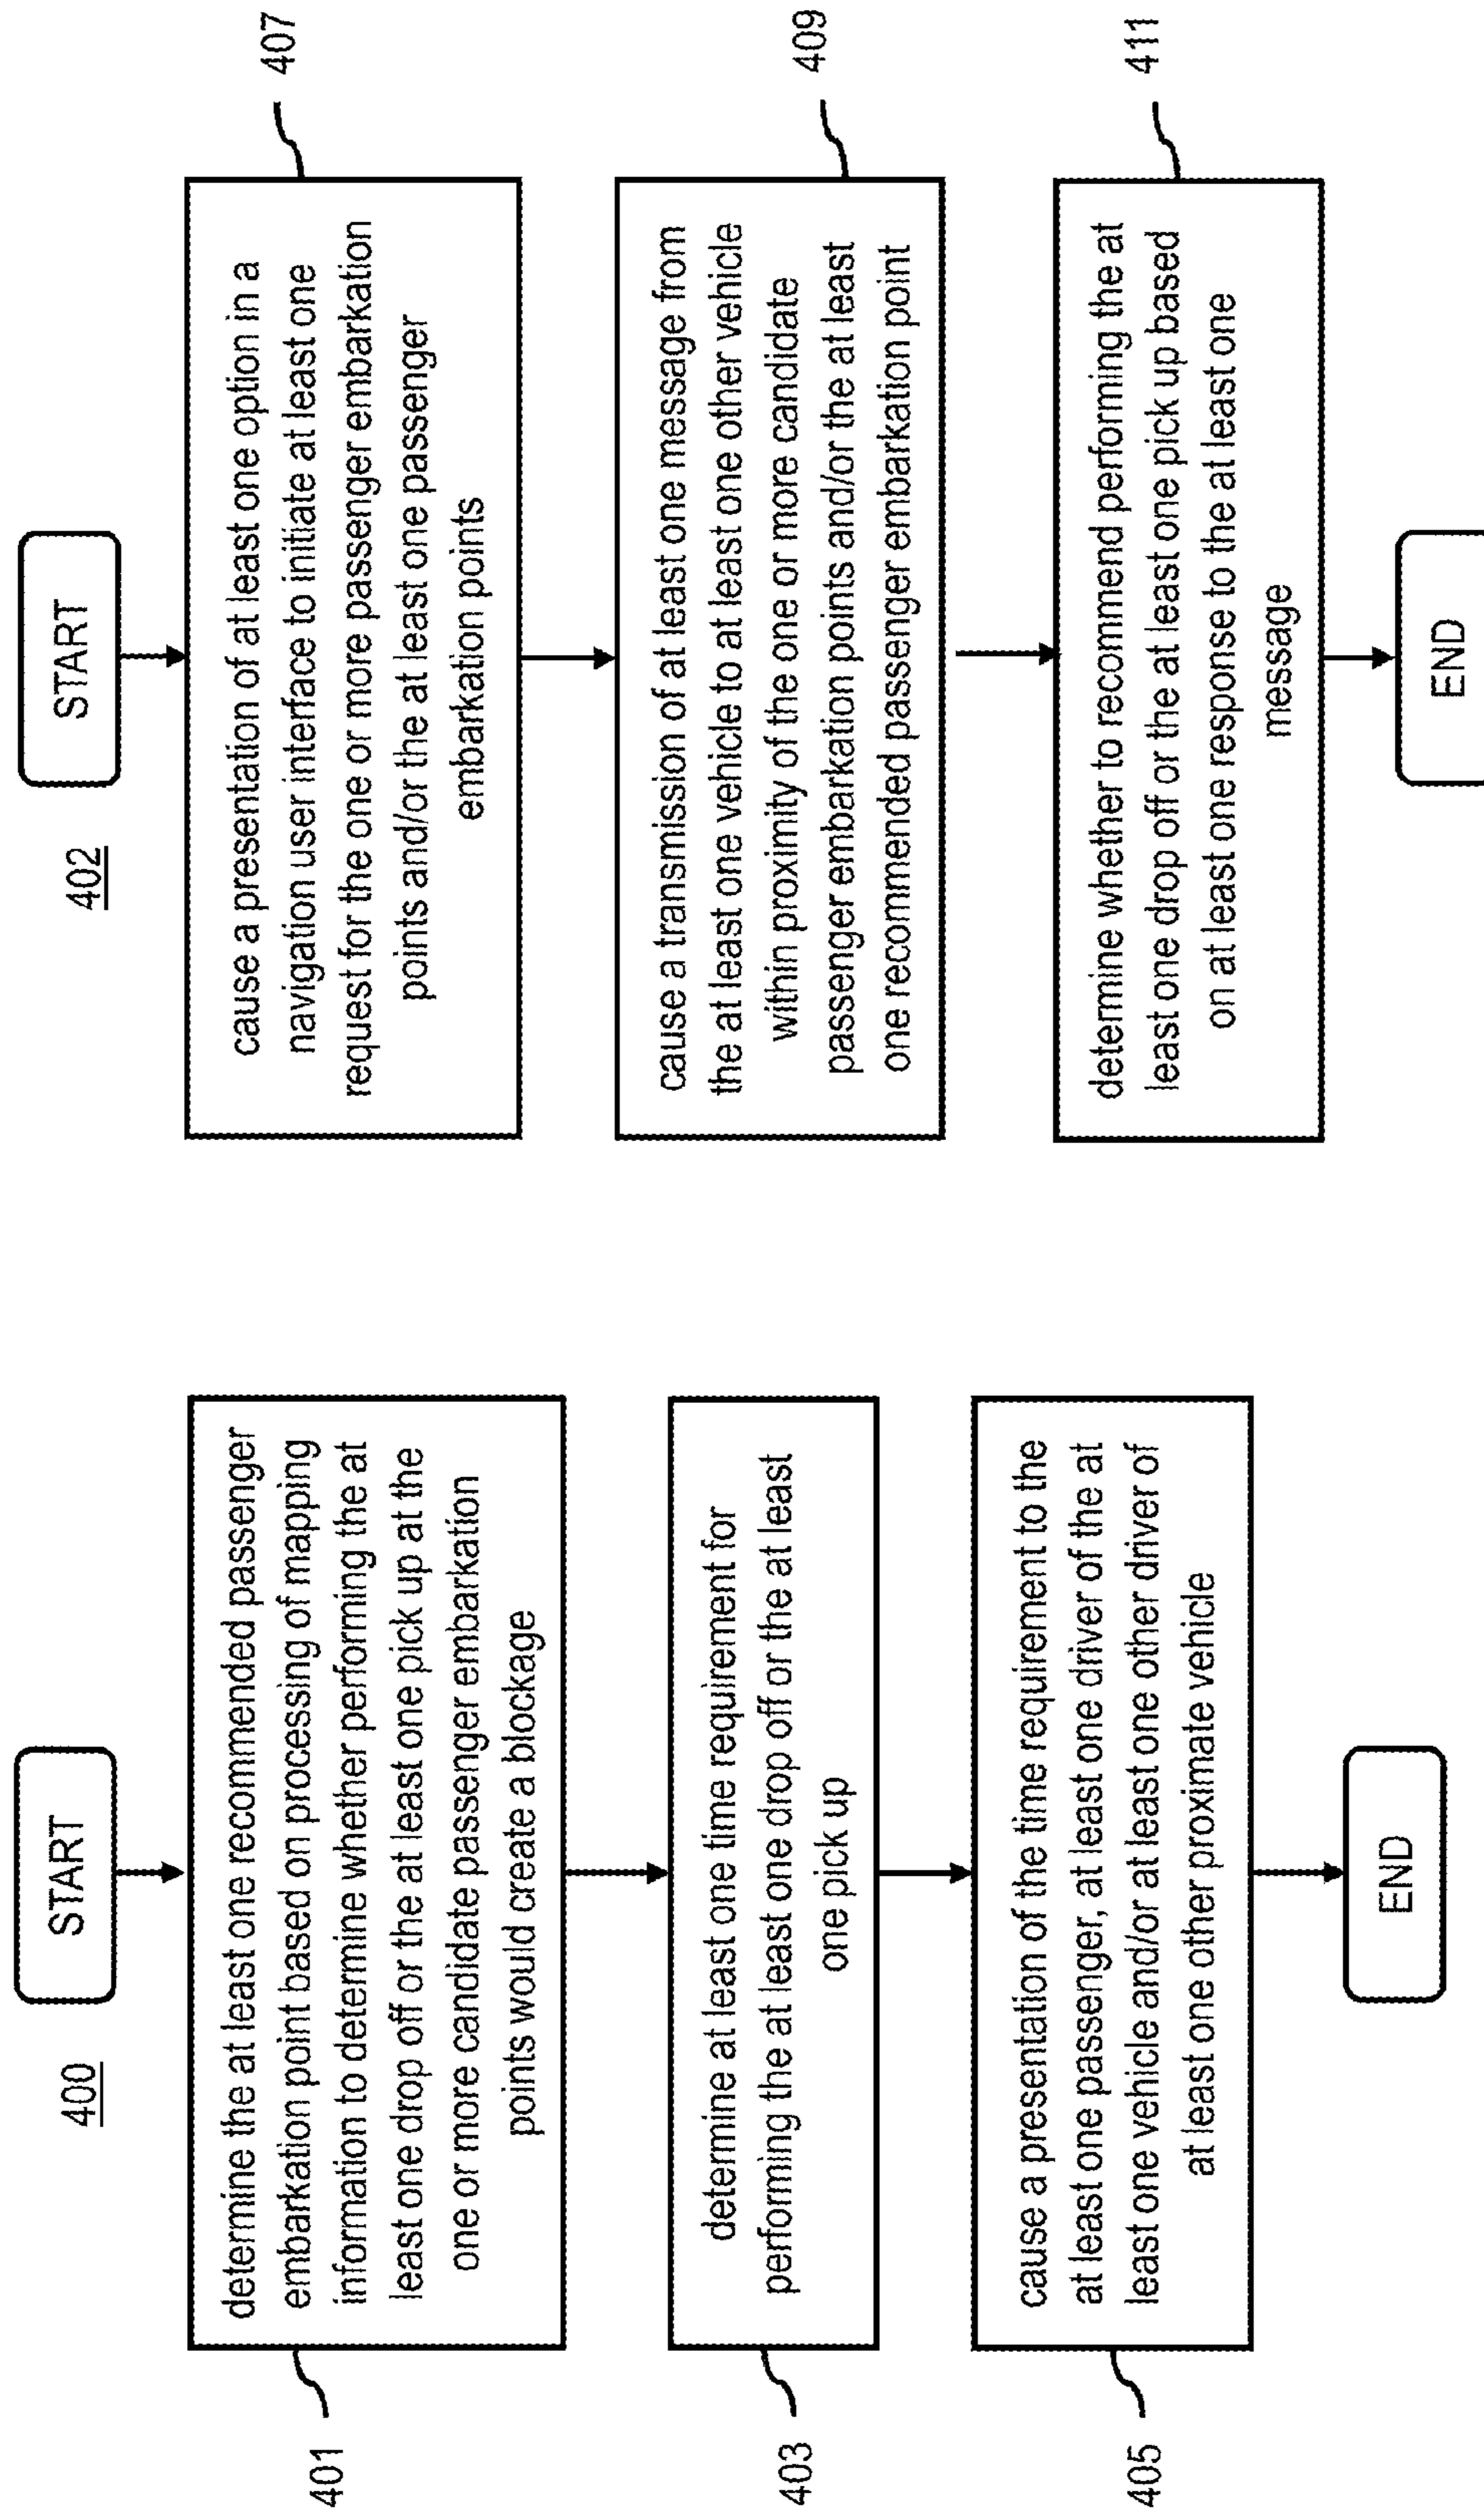 400
START
401
determine the at least one recommended passenger
embarkation point based on processing of mapping
information to determine whether performing the at
least one drop off or the at least one pick up at the
one or more candidate passenger embarkation
points would create a blockage
403
determine at least one time requirement for
performing the at least one drop off or the at least
one pick up
405
cause a presentation of the time requirement to the
at least one passenger, at least one driver of the at
least one vehicle and/or at least one other driver of
at least one other proximate vehicle
END
402
START
cause a presentation of at least one option in a
navigation user interface to initiate at least one
request for the one or more passenger embarkation
points and/or the at least one passenger
embarkation points
407
cause a transmission of at least one message from
the at least one vehicle to at least one other vehicle
within proximity of the one or more candidate
passenger embarkation points and/or the at least
one recommended passenger embarkation point
409
determine whether to recommend performing the at
least one drop off or the at least one pick up based
on at least one response to the at least one
message
411
END